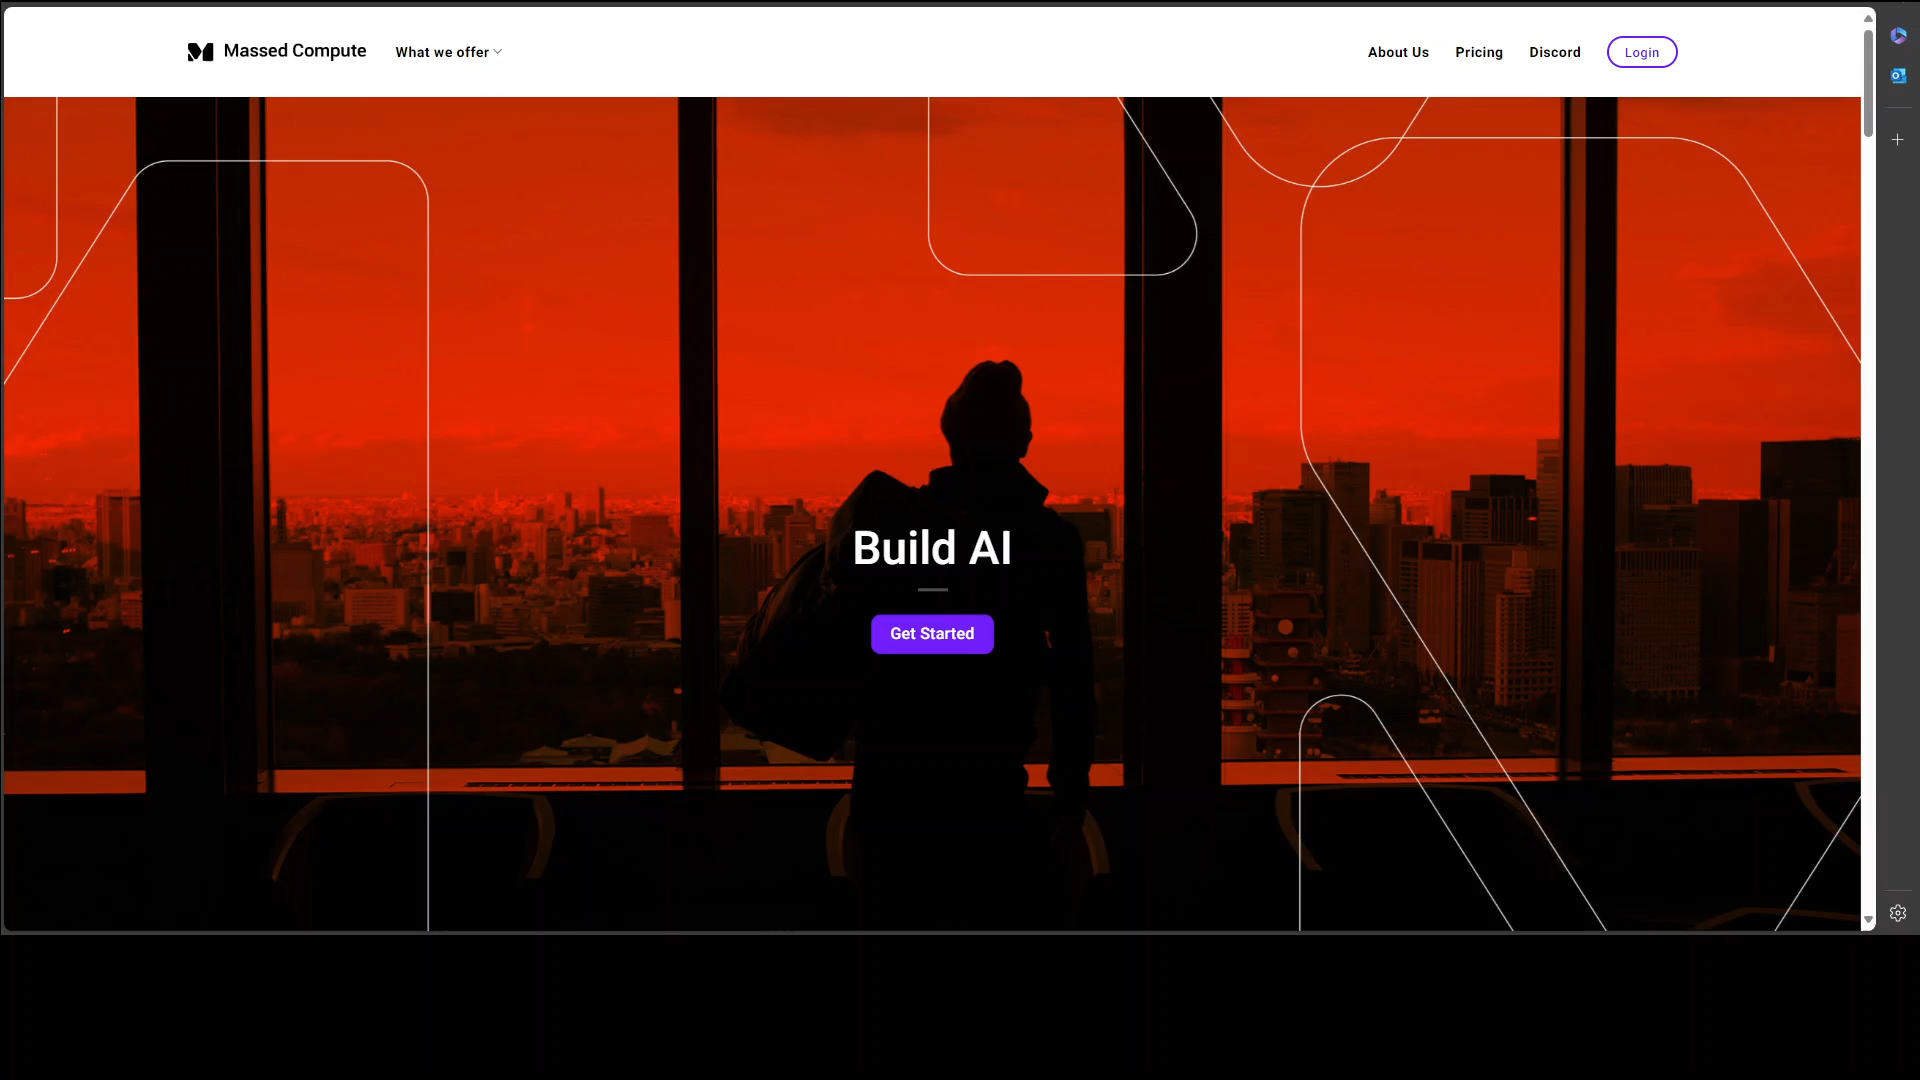 Massed Compute
What we offer
About Us
Pricing
Discord
Login
Build AI
Get Started